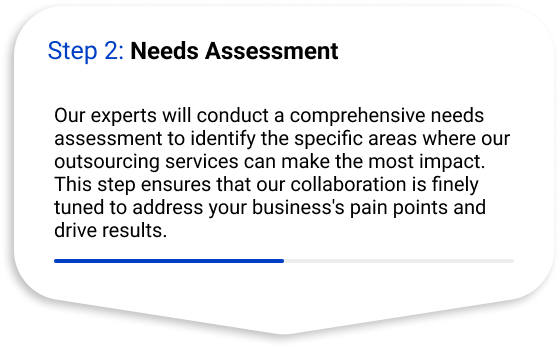 Step 2: Needs Assessment
Our experts will conduct a comprehensive needs
assessment to identify the specific areas where our
outsourcing services can make the most impact.
This step ensures that our collaboration is finely
tuned to address your business's pain points and
drive results.